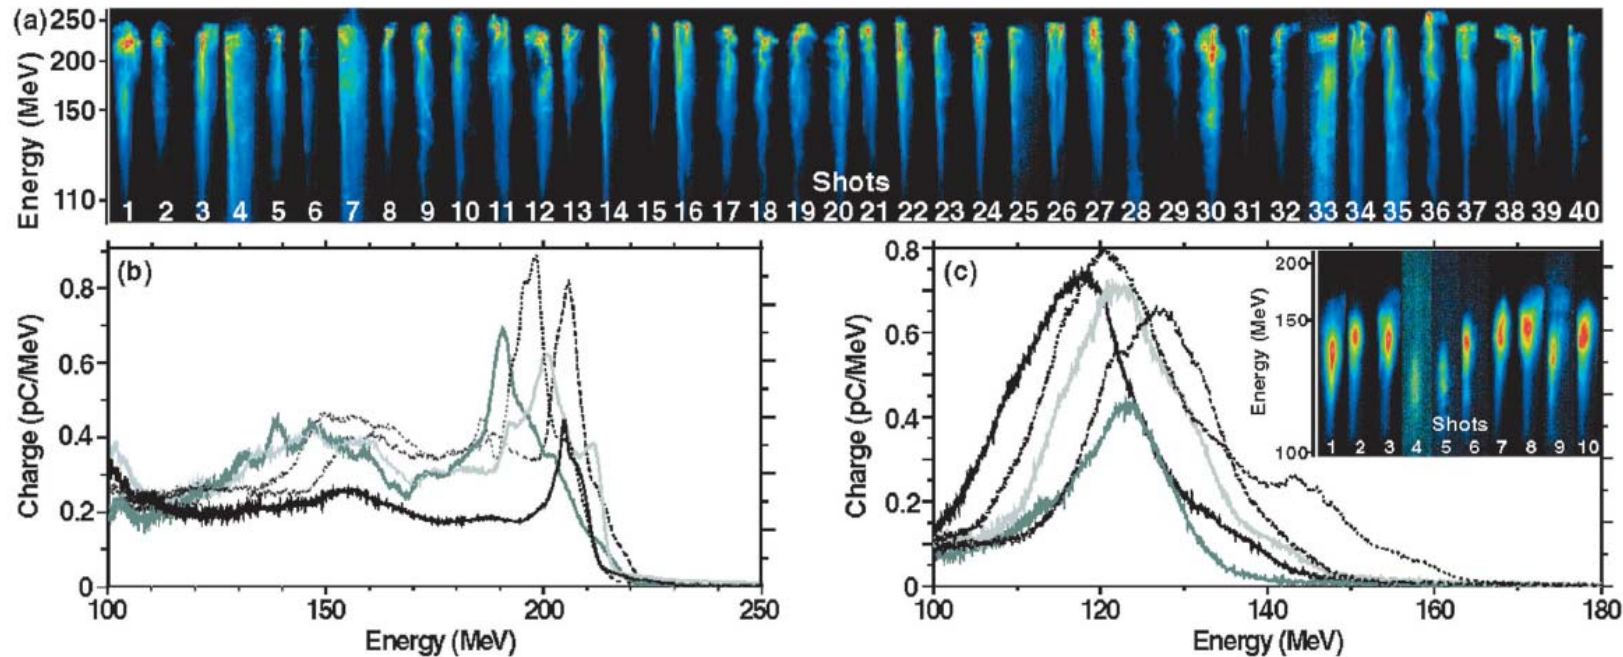 (a)
Energy (MeV)
250
200
150
110
Shots
1 2 3 4 5 6 7 8 9 10 11 12 13 14 15 16 17 18 19 20 21 22 23 24 25 26 27 28 29 30 31 32 33 34 35 36 37 38 39 40
(b)
Charge (pC/MeV)
0.8
0.6
0.4
0.2
0
100 150 200 250
Energy (MeV)
(c)
Charge (pC/MeV)
0.8
0.6
0.4
0.2
0
100 120 140 160 180
Energy (MeV)
Energy (MeV)
200
150
100
Shots
1 2 3 4 5 6 7 8 9 10